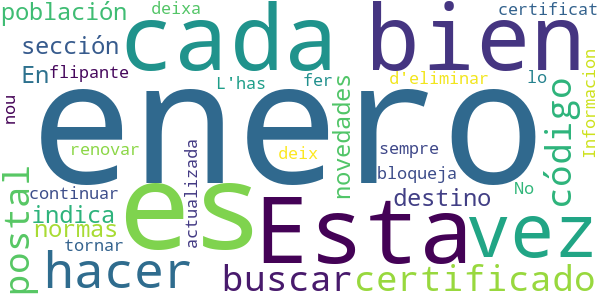 población
deixa
certificat
cada
bien
sección
En
flipante
L'has
fer
d'eliminar
lo
Informacion
nou
enero
novedades
código
renovar
deix
sempre
bloqueja
actualizada
No
postal
continuar
es
Esta
destino
vez
indica
normas
tornar
hacer
buscar
certificado